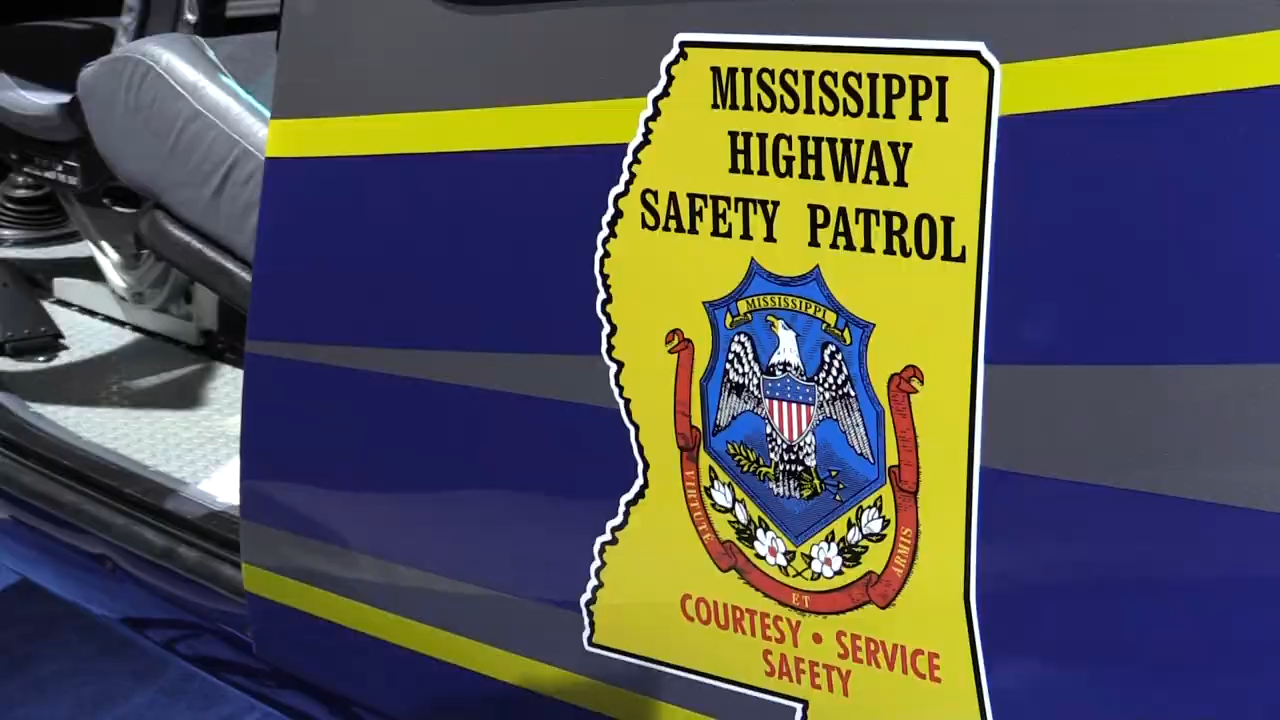 MISSISSIPPI
HIGHWAY
SAFETY PATROL
MISSISSIPPI
VIRTUTE
ET
ARMIS
COURTESY • SERVICE
SAFETY